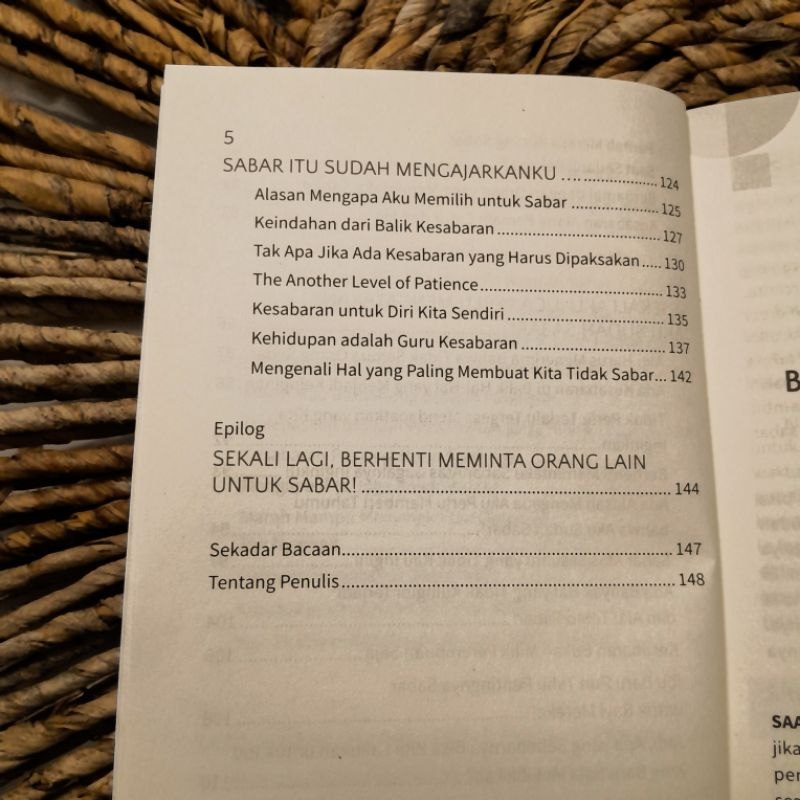 5
SABAR ITU SUDAH MENGAJARKANKU .... 124
Alasan Mengapa Aku Memilih untuk Sabar .... 125
Keindahan dari Balik Kesabaran .... 127
Tak Apa Jika Ada Kesabaran yang Harus Dipaksakan ..... 130
The Another Level of Patience .... 133
Kesabaran untuk Diri Kita Sendiri .... 135
Kehidupan adalah Guru Kesabaran .... 137
Mengenali Hal yang Paling Membuat Kita Tidak Sabar... 142
Epilog
SEKALI LAGI, BERHENTI MEMINTA ORANG LAIN
UNTUK SABAR! .... 144
Sekadar Bacaan.... 147
Tentang Penulis.... 148
B
SAA
jika
per